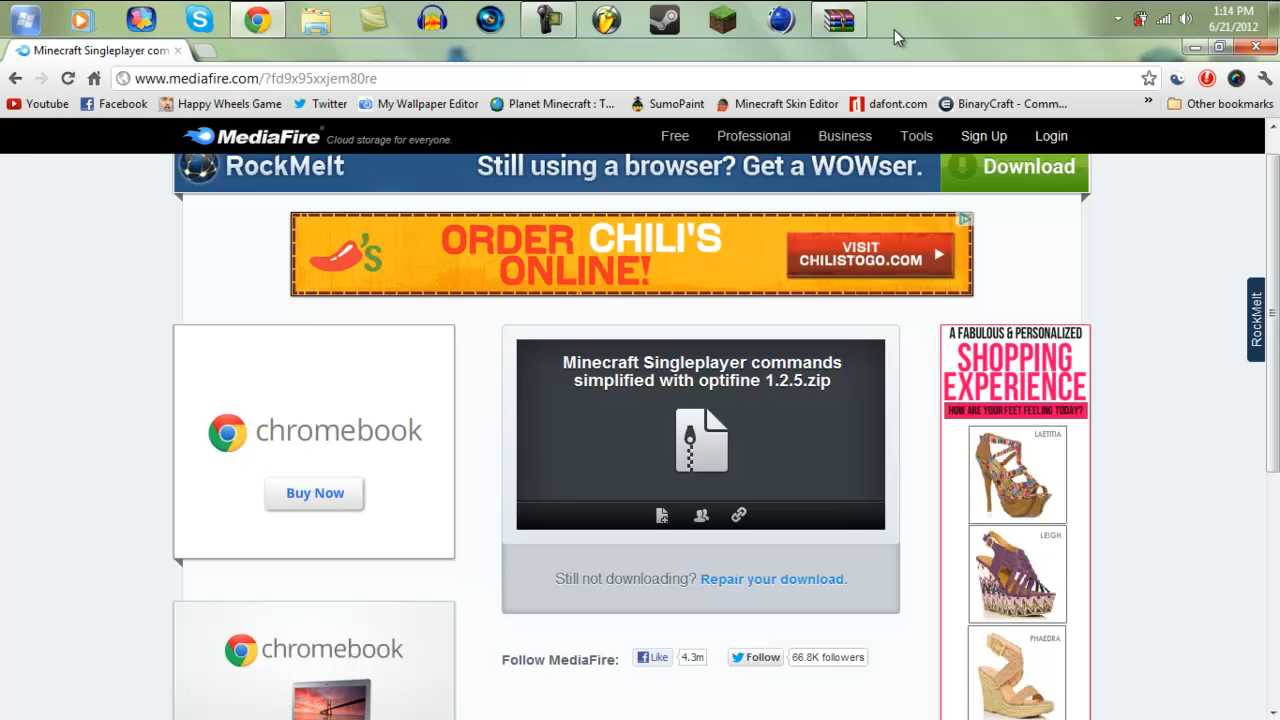 1:14 PM
6/21/2012
Minecraft Singleplayer com
www.mediafire.com/?fd9x95xxjem80re
Youtube
Facebook
Happy Wheels Game
Twitter
My Wallpaper Editor
Planet Minecraft : T...
SumoPaint
Minecraft Skin Editor
dafont.com
BinaryCraft - Comm...
Other bookmarks
MediaFire Cloud storage for everyone.
Free
Professional
Business
Tools
Sign Up
Login
RockMelt
Still using a browser? Get a WOWser.
Download
CHILI'S
ORDER CHILI'S
ONLINE!
VISIT
CHILISTOGO.COM
RockMelt
chromebook
Buy Now
Minecraft Singleplayer commands
simplified with optifine 1.2.5.zip
A FABULOUS & PERSONALIZED
SHOPPING
EXPERIENCE
HOW ARE YOUR FEET FEELING TODAY?
LAETITIA
LEIGH
PHAEDRA
Still not downloading? Repair your download.
chromebook
Follow MediaFire:
Like
4.3m
Follow
66.8K followers